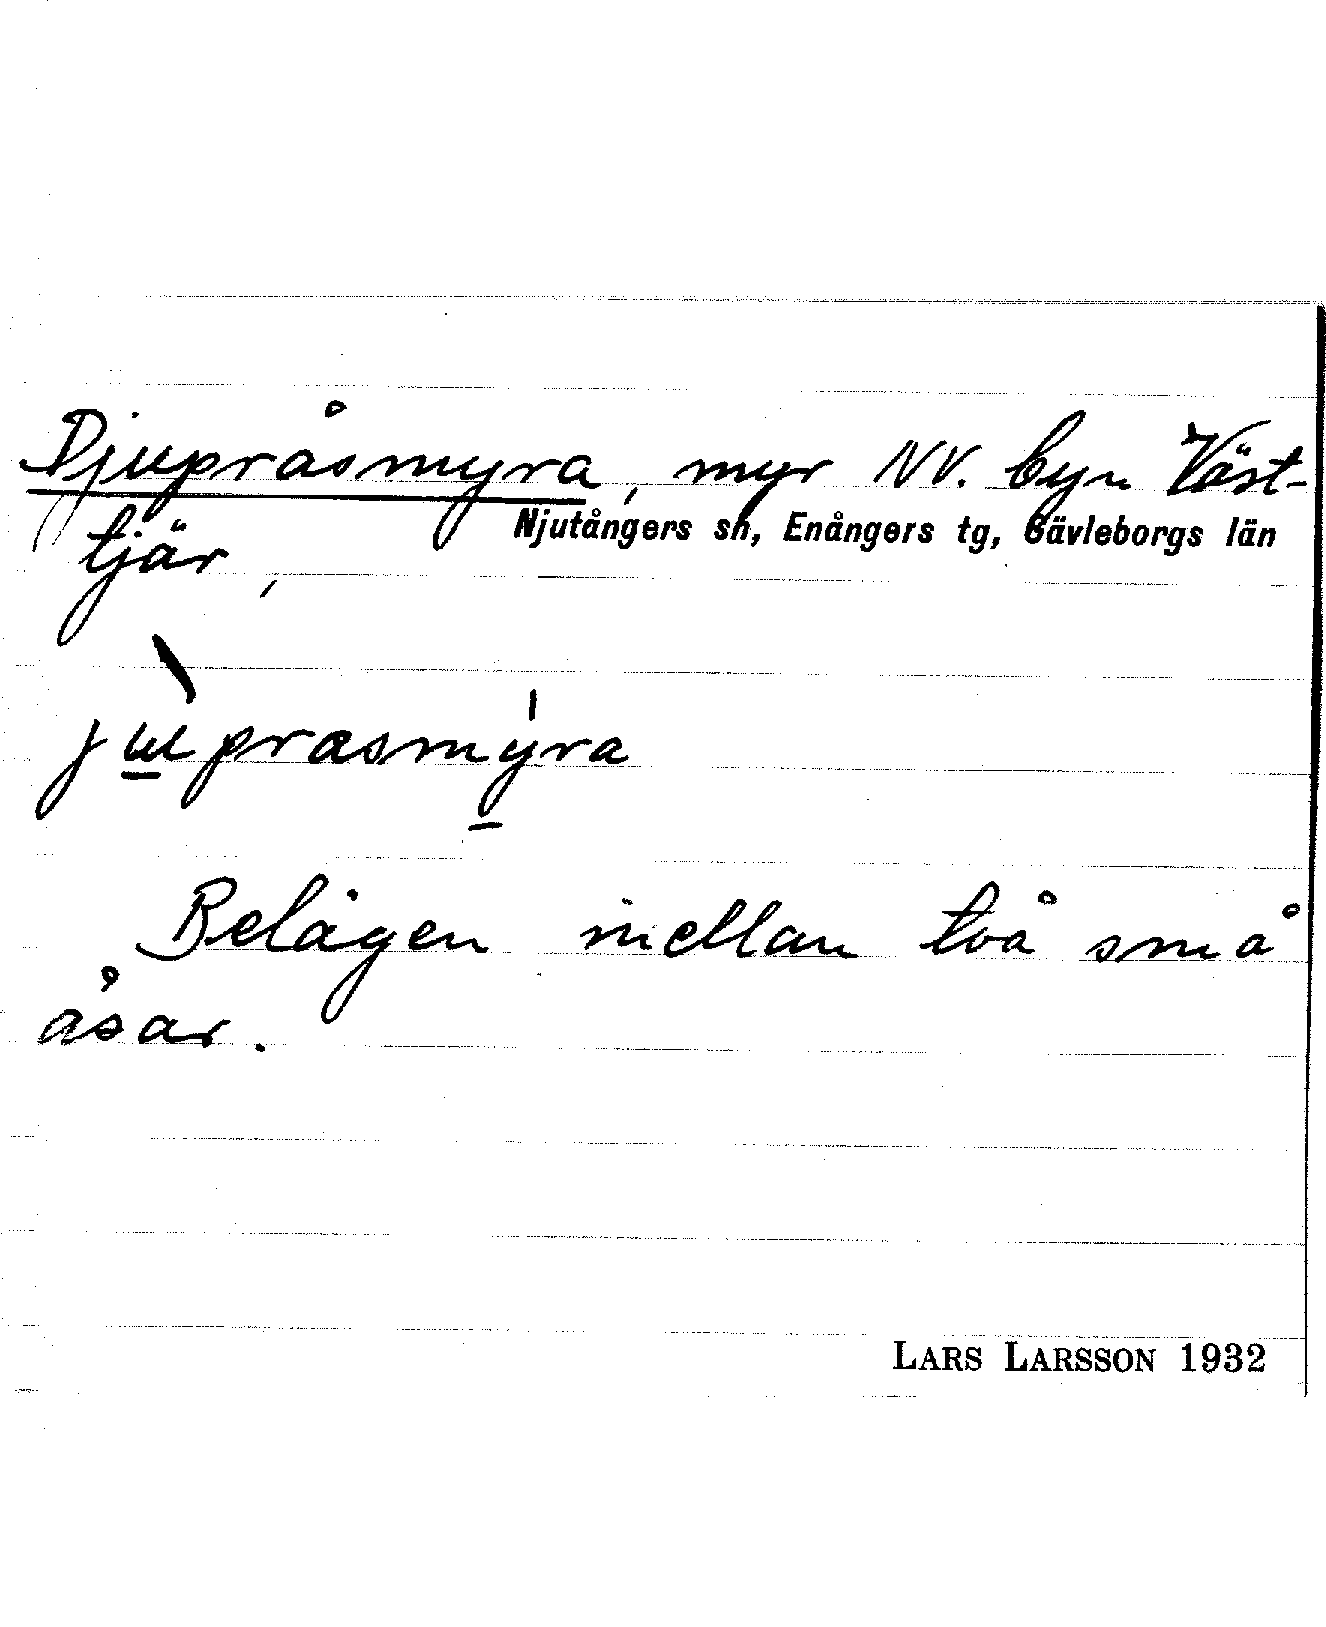 Djupråsmyra, myr NV. byn Väst-
Njutångers sn, Enångers tg, Gävleborgs län
tjär,
jùprasmýra
Belägen mellan två små
åsar.
LARS LARSSON 1932